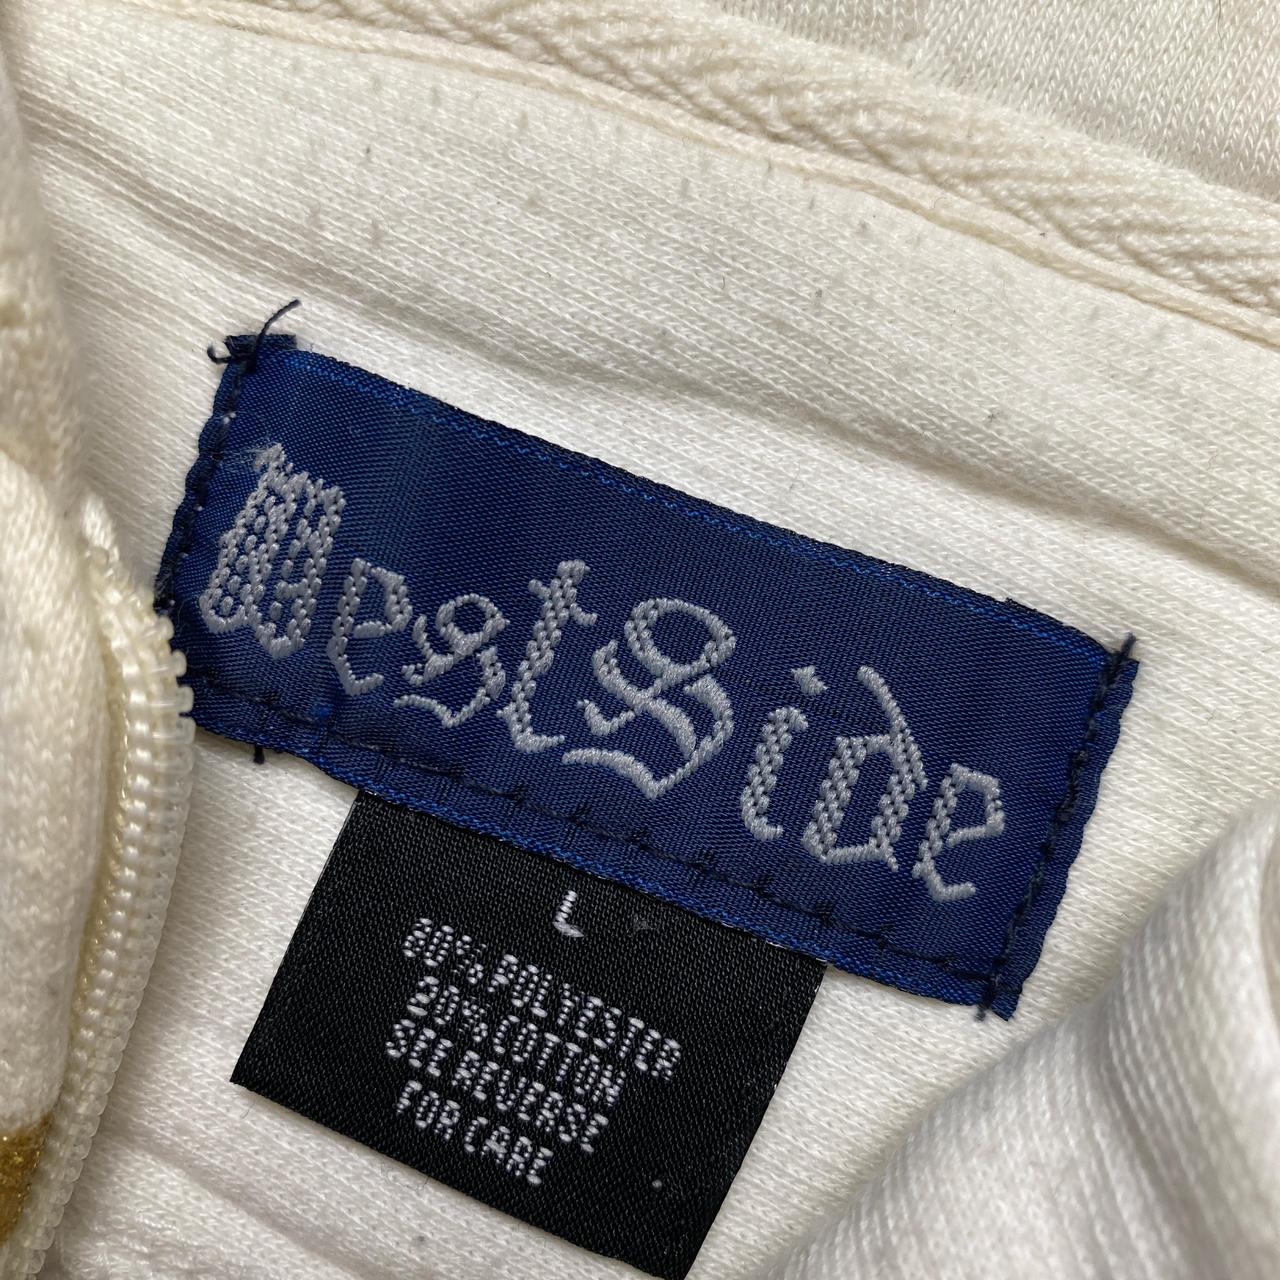 WestSide
L
80% POLYESTER
20% COTTON
SEE REVERSE
FOR CARE